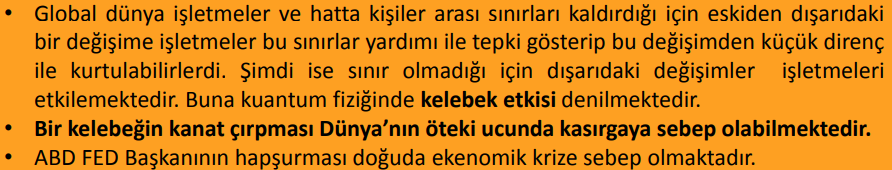 • Global dünya işletmeler ve hatta kişiler arası sınırları kaldırdığı için eskiden dışarıdaki
bir değişime işletmeler bu sınırlar yardımı ile tepki gösterip bu değişimden küçük direnç
ile kurtulabilirlerdi. Şimdi ise sınır olmadığı için dışarıdaki değişimler işletmeleri
etkilemektedir. Buna kuantum fiziğinde kelebek etkisi denilmektedir.
• Bir kelebeğin kanat çırpması Dünya’nın öteki ucunda kasırgaya sebep olabilmektedir.
• ABD FED Başkanının hapşurması doğuda ekenomik krize sebep olmaktadır.